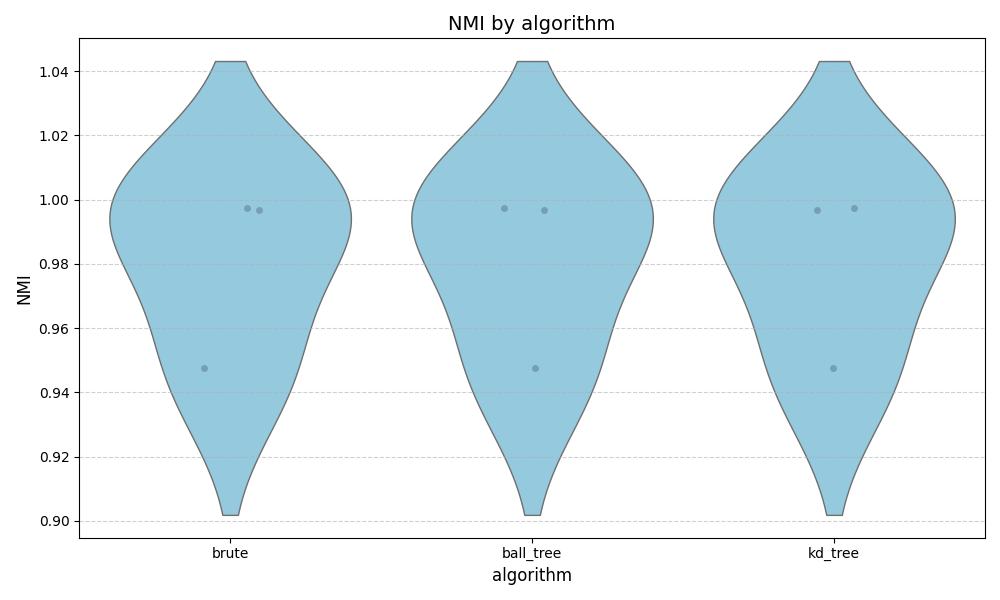 NMI by algorithm
NMI
1.04
1.02
1.00
0.98
0.96
0.94
0.92
0.90
brute
ball_tree
kd_tree
algorithm